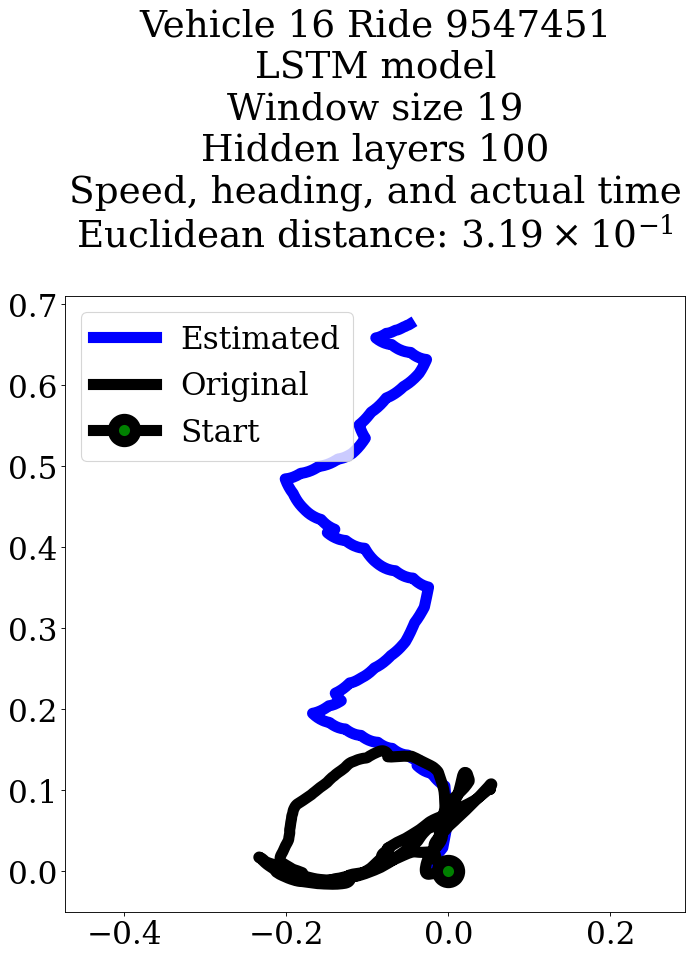 Vehicle 16 Ride 9547451
LSTM model
Window size 19
Hidden layers 100
Speed, heading, and actual time
Euclidean distance: 3.19 × 10⁻¹
0.7
0.6
0.5
0.4
0.3
0.2
0.1
0.0
Estimated
Original
Start
−0.4 −0.2 0.0 0.2